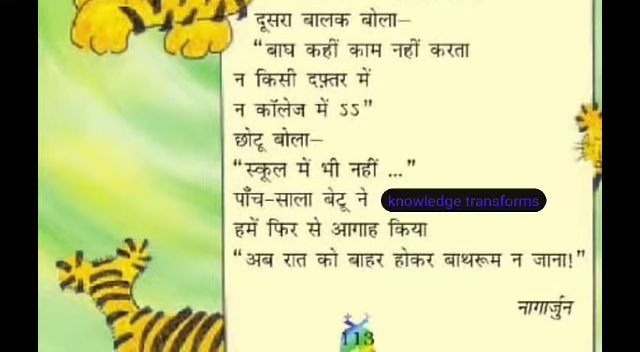 दूसरा बालक बोला–
“बाघ कहीं काम नहीं करता
न किसी दफ़्तर में
न कॉलेज में ऽऽ”
छोटू बोला–
“स्कूल में भी नहीं ...”
पाँच-साला बेटू ने knowledge transforms
हमें फिर से आगाह किया
“अब रात को बाहर होकर बाथरूम न जाना!”
नागार्जुन
113